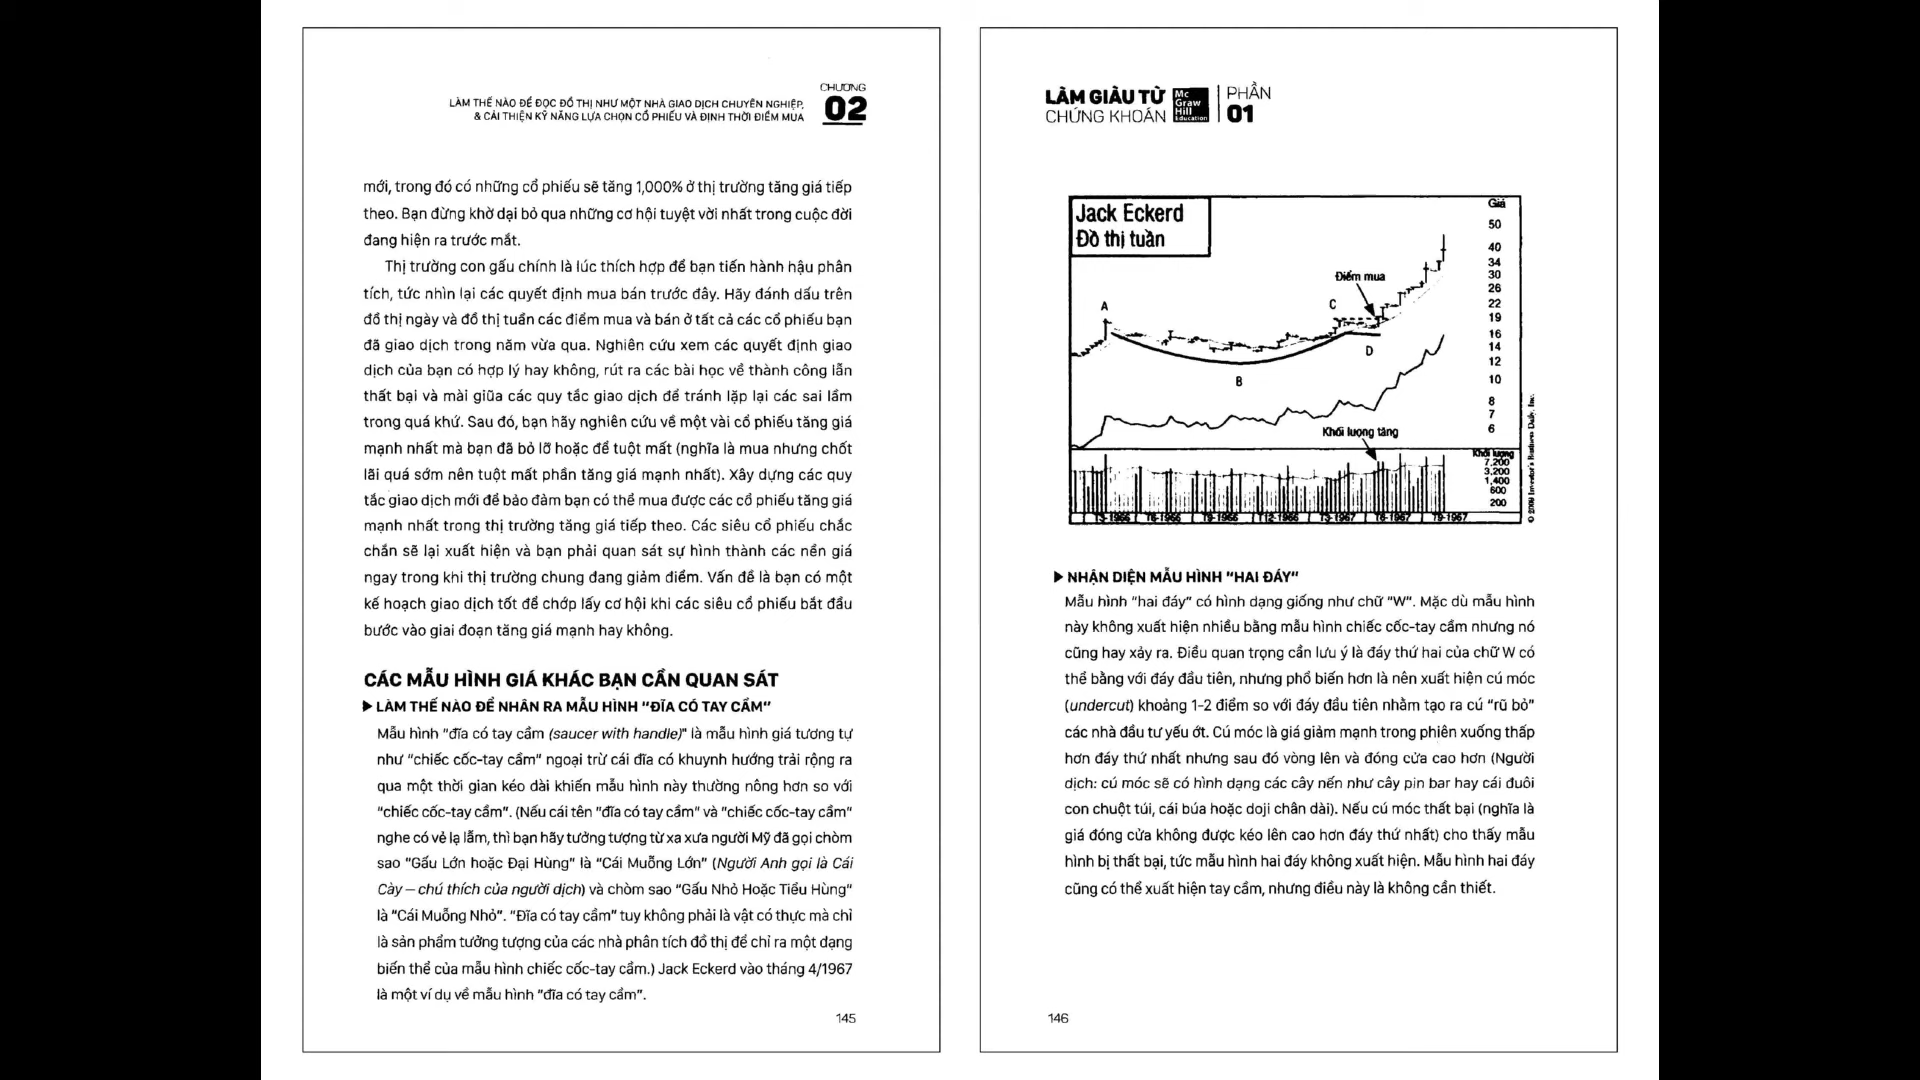 CHƯƠNG
02
LÀM THẾ NÀO ĐỂ ĐỌC ĐỒ THỊ NHƯ MỘT NHÀ GIAO DỊCH CHUYÊN NGHIỆP,
& CẢI THIỆN KỸ NĂNG LỰA CHỌN CỔ PHIẾU VÀ ĐỊNH THỜI ĐIỂM MUA
mới, trong đó có những cổ phiếu sẽ tăng 1,000% ở thị trường tăng giá tiếp
theo. Bạn đừng khờ dại bỏ qua những cơ hội tuyệt vời nhất trong cuộc đời
đang hiện ra trước mắt.
Thị trường con gấu chính là lúc thích hợp để bạn tiến hành hậu phân
tích, tức nhìn lại các quyết định mua bán trước đây. Hãy đánh dấu trên
đồ thị ngày và đồ thị tuần các điểm mua và bán ở tất cả các cổ phiếu bạn
đã giao dịch trong năm vừa qua. Nghiên cứu xem các quyết định giao
dịch của bạn có hợp lý hay không, rút ra các bài học về thành công lẫn
thất bại và mài giũa các quy tắc giao dịch để tránh lặp lại các sai lầm
trong quá khứ. Sau đó, bạn hãy nghiên cứu về một vài cổ phiếu tăng giá
mạnh nhất mà bạn đã bỏ lỡ hoặc để tuột mất (nghĩa là mua nhưng chốt
lãi quá sớm nên tuột mất phần tăng giá mạnh nhất). Xây dựng các quy
tắc giao dịch mới để bảo đảm bạn có thể mua được các cổ phiếu tăng giá
mạnh nhất trong thị trường tăng giá tiếp theo. Các siêu cổ phiếu chắc
chắn sẽ lại xuất hiện và bạn phải quan sát sự hình thành các nền giá
ngay trong khi thị trường chung đang giảm điểm. Vấn đề là bạn có một
kế hoạch giao dịch tốt để chớp lấy cơ hội khi các siêu cổ phiếu bắt đầu
bước vào giai đoạn tăng giá mạnh hay không.
CÁC MẪU HÌNH GIÁ KHÁC BẠN CẦN QUAN SÁT
LÀM THẾ NÀO ĐỂ NHẬN RA MẪU HÌNH "ĐĨA CÓ TAY CẦM"
Mẫu hình "đĩa có tay cầm (saucer with handle)" là mẫu hình giá tương tự
như "chiếc cốc-tay cầm" ngoại trừ cái đĩa có khuynh hướng trải rộng ra
qua một thời gian kéo dài khiến mẫu hình này thường nông hơn so với
"chiếc cốc-tay cầm". (Nếu cái tên "đĩa có tay cầm" và "chiếc cốc-tay cầm"
nghe có vẻ lạ lẫm, thì bạn hãy tưởng tượng từ xa xưa người Mỹ đã gọi chòm
sao "Gấu Lớn hoặc Đại Hùng" là "Cái Muỗng Lớn" (Người Anh gọi là Cái
Cày – chú thích của người dịch) và chòm sao "Gấu Nhỏ Hoặc Tiểu Hùng"
là "Cái Muỗng Nhỏ". "Đĩa có tay cầm" tuy không phải là vật có thực mà chỉ
là sản phẩm tưởng tượng của các nhà phân tích đồ thị để chỉ ra một dạng
biến thể của mẫu hình chiếc cốc-tay cầm.) Jack Eckerd vào tháng 4/1967
là một ví dụ về mẫu hình "đĩa có tay cầm".
145
LÀM GIÀU TỪ
CHỨNG KHOÁN
Mc
Graw
Hill
Education
PHẦN
01
Jack Eckerd
Đồ thị tuần
Giá
50
40
34
30
26
22
19
16
14
12
10
8
7
6
Điểm mua
A
C
D
B
Khối lượng tăng
Khối lượng
7,200
3,200
1,400
600
200
T3-1966 T6-1966 T9-1966 T12-1966 T3-1967 T6-1967 T9-1967
© 2009 Investor's Business Daily, Inc.
NHẬN DIỆN MẪU HÌNH "HAI ĐÁY"
Mẫu hình "hai đáy" có hình dạng giống như chữ "W". Mặc dù mẫu hình
này không xuất hiện nhiều bằng mẫu hình chiếc cốc-tay cầm nhưng nó
cũng hay xảy ra. Điều quan trọng cần lưu ý là đáy thứ hai của chữ W có
thể bằng với đáy đầu tiên, nhưng phổ biến hơn là nên xuất hiện cú móc
(undercut) khoảng 1-2 điểm so với đáy đầu tiên nhằm tạo ra cú "rũ bỏ"
các nhà đầu tư yếu ớt. Cú móc là giá giảm mạnh trong phiên xuống thấp
hơn đáy thứ nhất nhưng sau đó vòng lên và đóng cửa cao hơn (Người
dịch: cú móc sẽ có hình dạng các cây nến như cây pin bar hay cái đuôi
con chuột túi, cái búa hoặc doji chân dài). Nếu cú móc thất bại (nghĩa là
giá đóng cửa không được kéo lên cao hơn đáy thứ nhất) cho thấy mẫu
hình bị thất bại, tức mẫu hình hai đáy không xuất hiện. Mẫu hình hai đáy
cũng có thể xuất hiện tay cầm, nhưng điều này là không cần thiết.
146